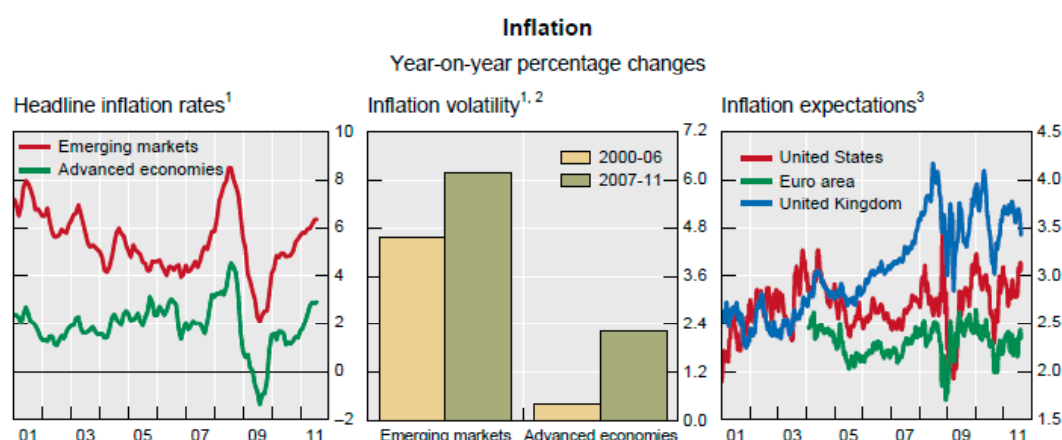 Inflation
Year-on-year percentage changes
Headline inflation rates1
Inflation volatility1, 2
Inflation expectations3
Emerging markets
Advanced economies
10
8
6
4
2
0
–2
01 03 05 07 09 11
2000-06
2007-11
7.2
6.0
4.8
3.6
2.4
1.2
0.0
Emerging markets Advanced economies
United States
Euro area
United Kingdom
4.5
4.0
3.5
3.0
2.5
2.0
1.5
01 03 05 07 09 11